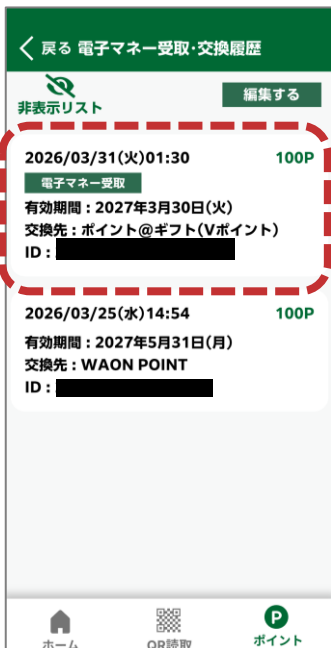 戻る 電子マネー受取・交換履歴
非表示リスト
編集する
2026/03/31(火)01:30 100P
電子マネー受取
有効期間：2027年3月30日(火)
交換先：ポイント@ギフト(Vポイント)
ID：
2026/03/25(水)14:54 100P
有効期間：2027年5月31日(月)
交換先：WAON POINT
ID：
P
ホーム QR読取 ポイント